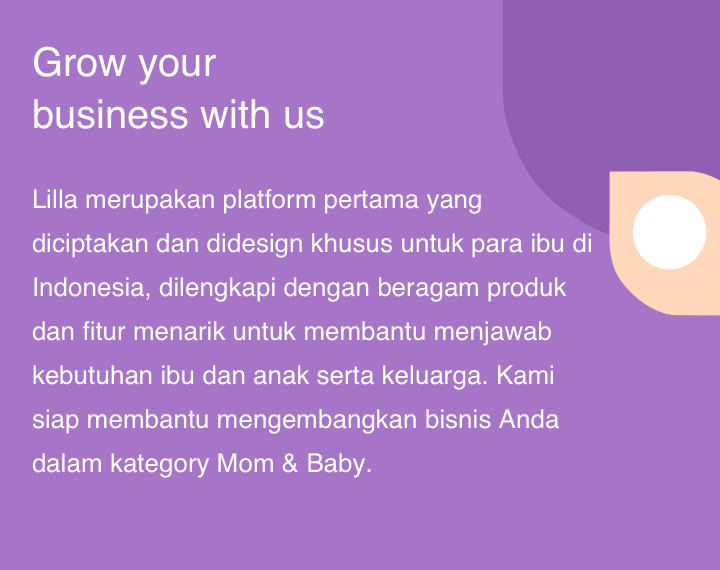 Grow your
business with us
Lilla merupakan platform pertama yang
diciptakan dan didesign khusus untuk para ibu di
Indonesia, dilengkapi dengan beragam produk
dan fitur menarik untuk membantu menjawab
kebutuhan ibu dan anak serta keluarga. Kami
siap membantu mengembangkan bisnis Anda
dalam kategory Mom & Baby.